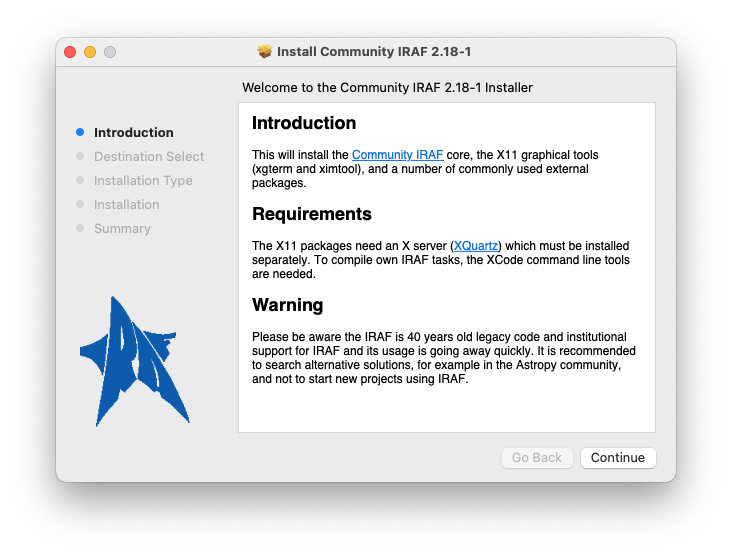 Install Community IRAF 2.18-1
Welcome to the Community IRAF 2.18-1 Installer
Introduction
Destination Select
Installation Type
Installation
Summary
Introduction
This will install the Community IRAF core, the X11 graphical tools
(xgterm and ximtool), and a number of commonly used external
packages.
Requirements
The X11 packages need an X server (XQuartz) which must be installed
separately. To compile own IRAF tasks, the XCode command line tools
are needed.
Warning
Please be aware the IRAF is 40 years old legacy code and institutional
support for IRAF and its usage is going away quickly. It is recommended
to search alternative solutions, for example in the Astropy community,
and not to start new projects using IRAF.
IRAF
Go Back
Continue